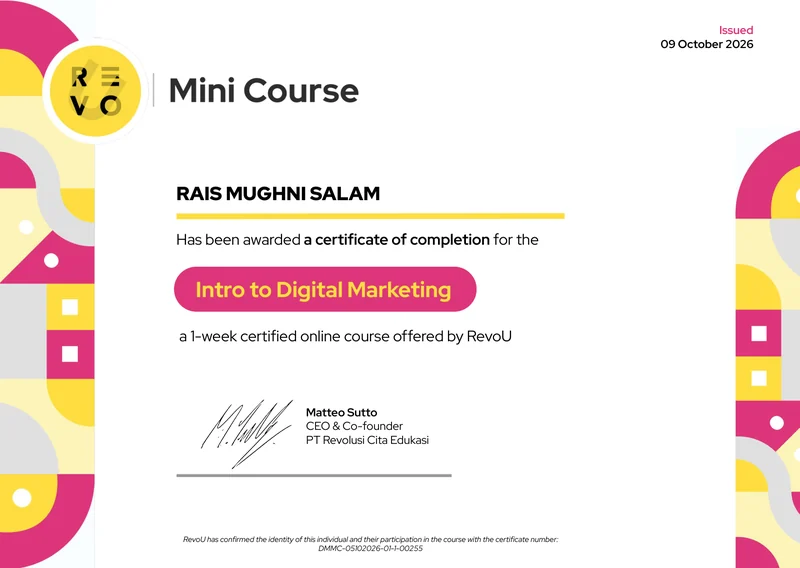 Issued
09 October 2026
RE
VO
Mini Course
RAIS MUGHNI SALAM
Has been awarded a certificate of completion for the
Intro to Digital Marketing
a 1-week certified online course offered by RevoU
Matteo Sutto
CEO & Co-founder
PT Revolusi Cita Edukasi
RevoU has confirmed the identity of this individual and their participation in the course with the certificate number:
DMMC-05102026-01-1-00255